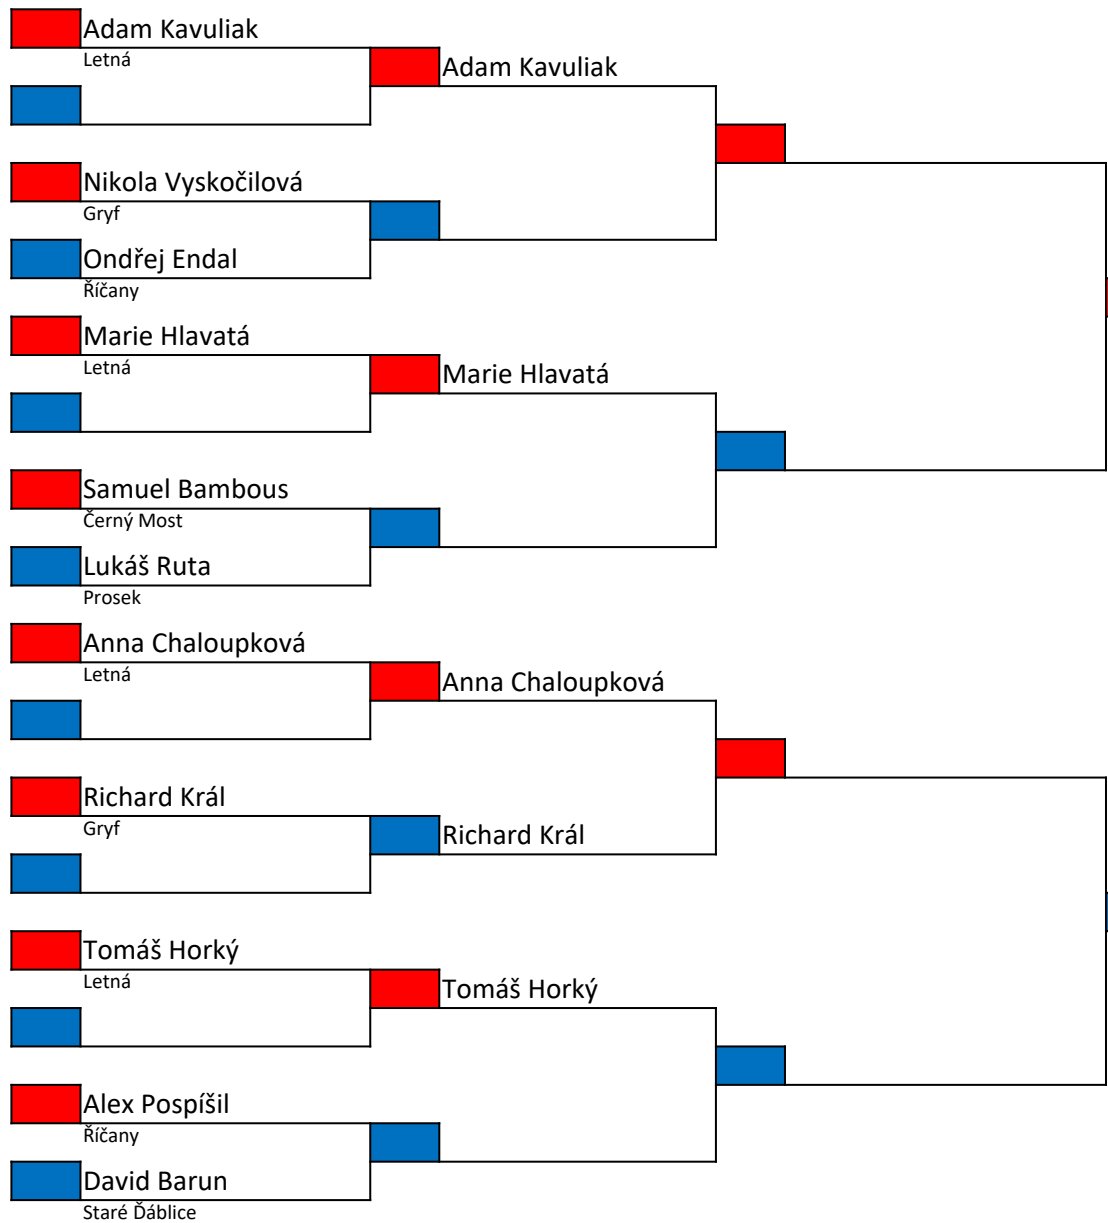 Adam Kavuliak
Letná
Adam Kavuliak
Nikola Vyskočilová
Gryf
Ondřej Endal
Říčany
Marie Hlavatá
Letná
Marie Hlavatá
Samuel Bambous
Černý Most
Lukáš Ruta
Prosek
Anna Chaloupková
Letná
Anna Chaloupková
Richard Král
Gryf
Richard Král
Tomáš Horký
Letná
Tomáš Horký
Alex Pospíšil
Říčany
David Barun
Staré Ďáblice